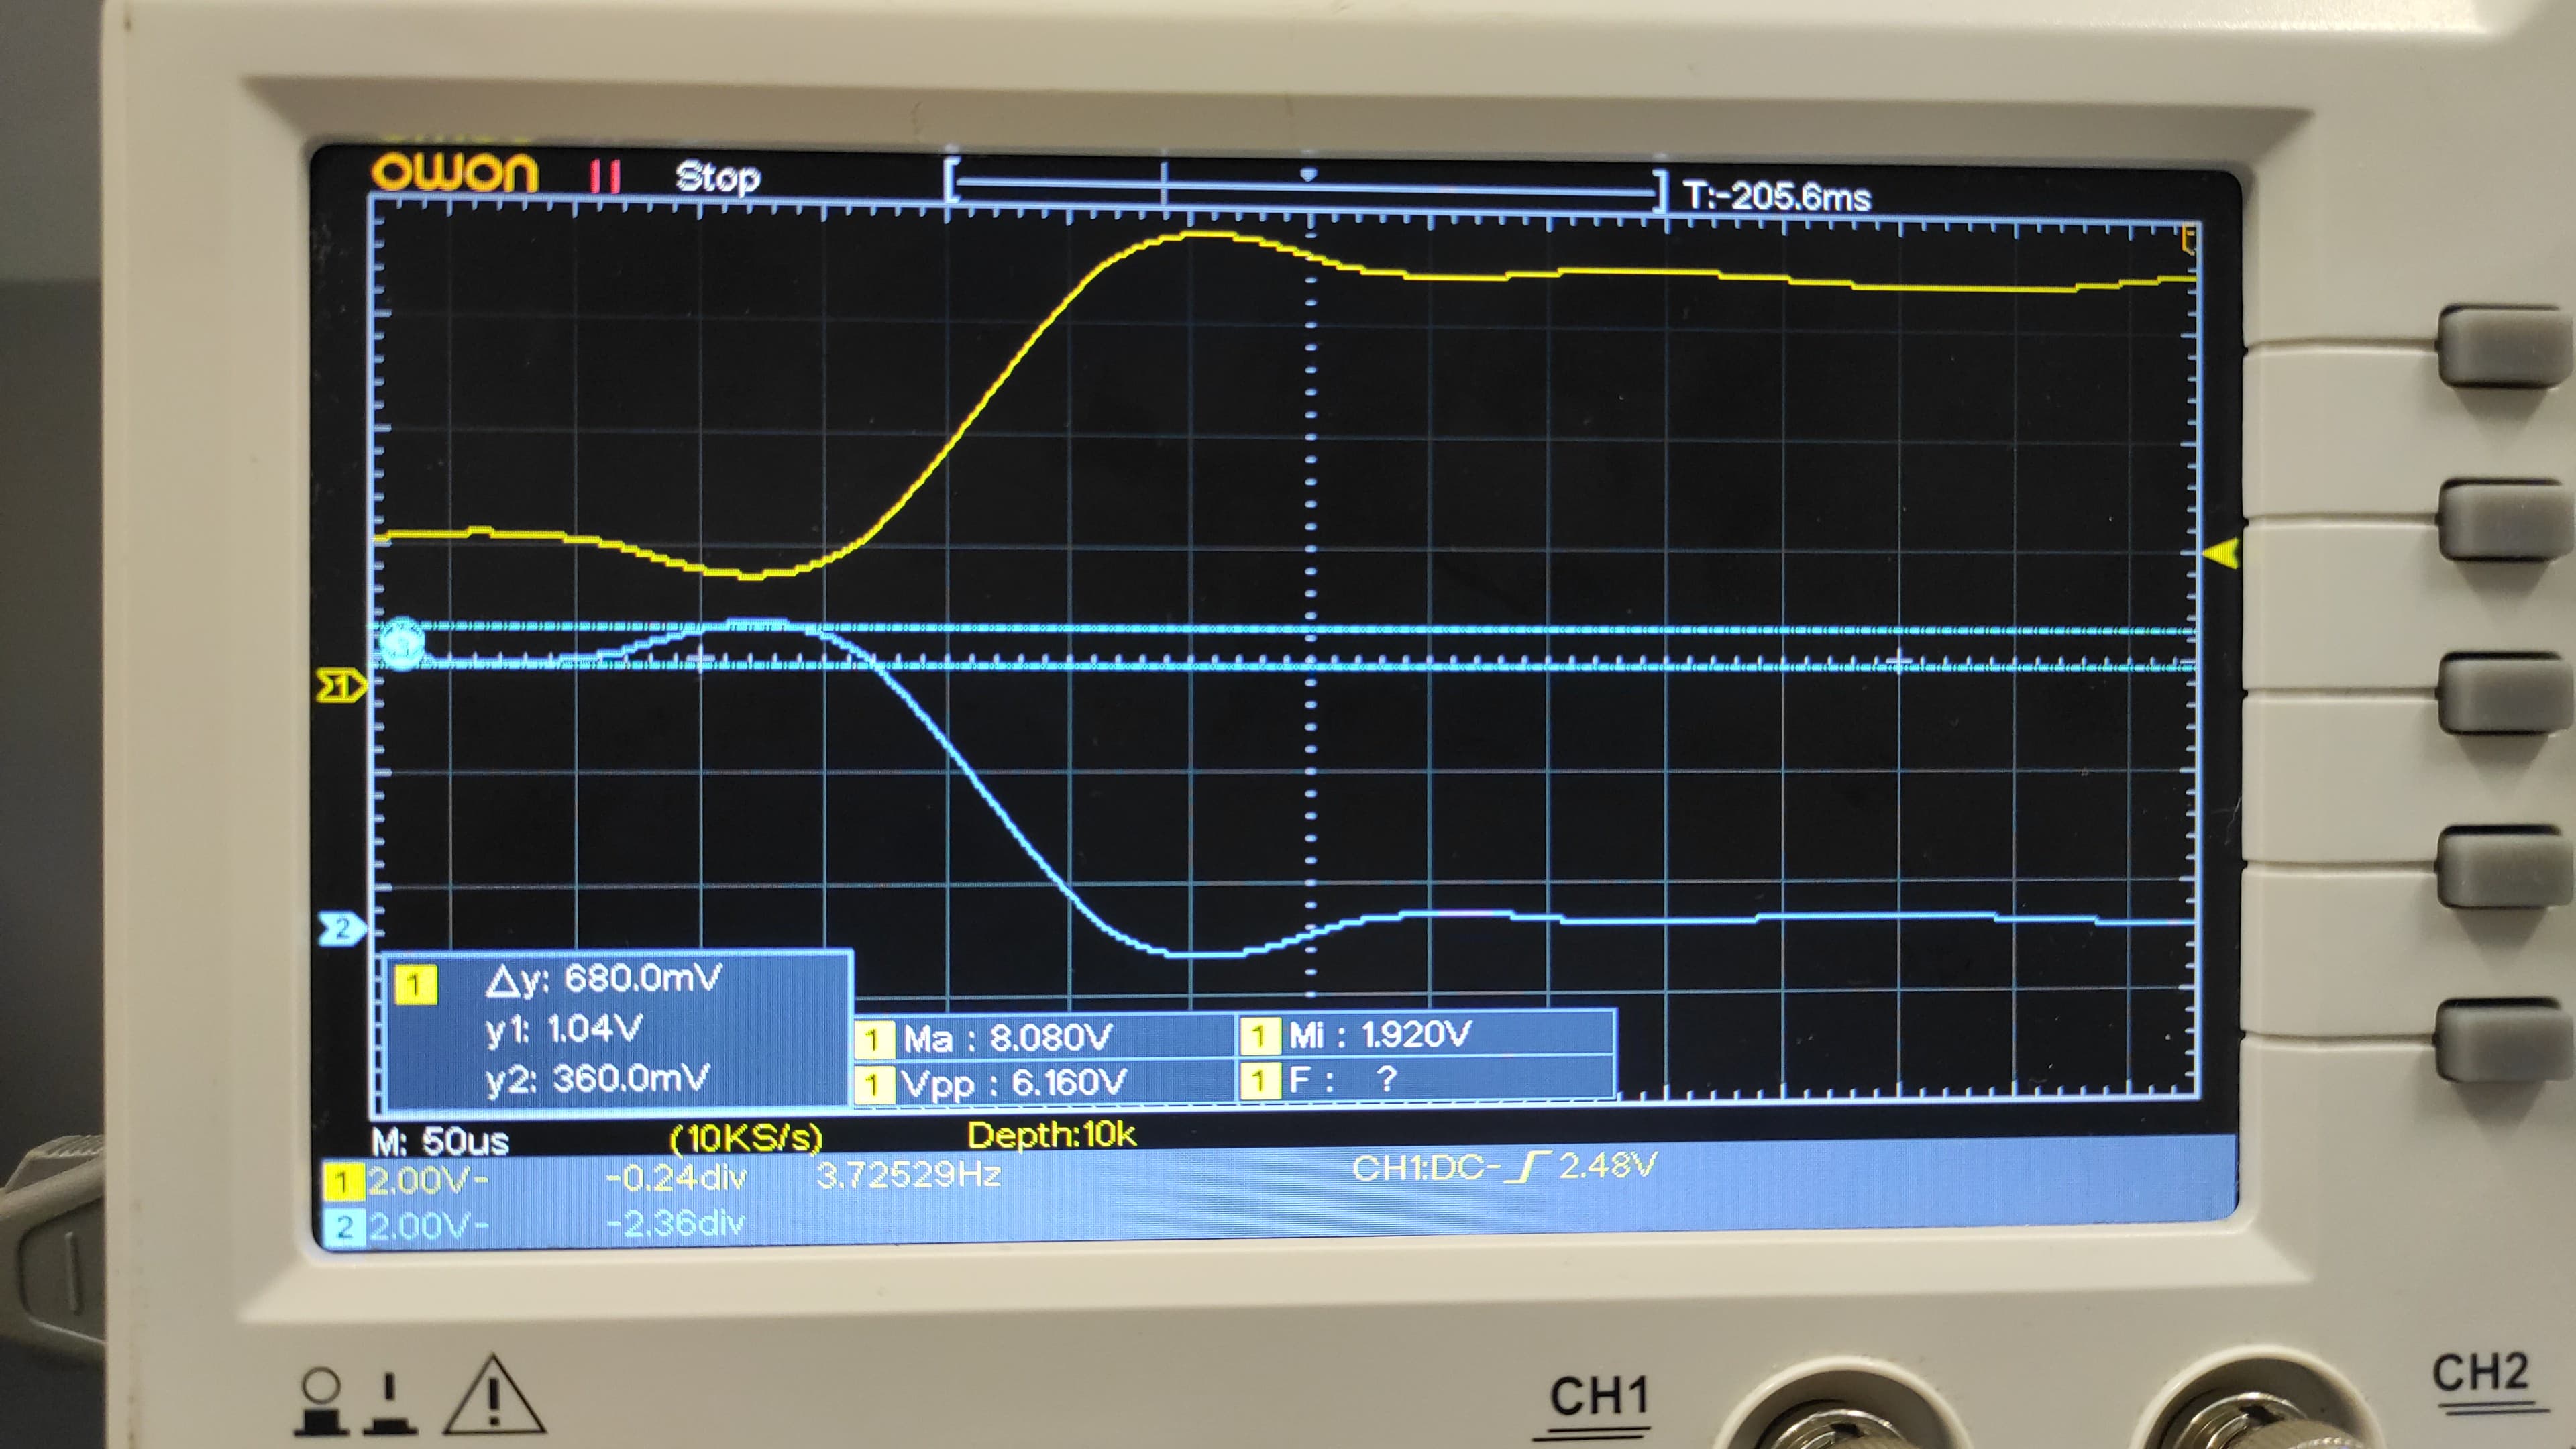 OWON Stop T:-205.6ms
1
2
1 Δy: 680.0mV
y1: 1.04V
y2: 360.0mV
1 Ma : 8.080V 1 Mi : 1.920V
1 Vpp : 6.160V 1 F : ?
M: 50us (10KS/s) Depth:10k
1 2.00V- -0.24div 3.72529Hz CH1:DC- 2.48V
2 2.00V- -2.36div
CH1 CH2